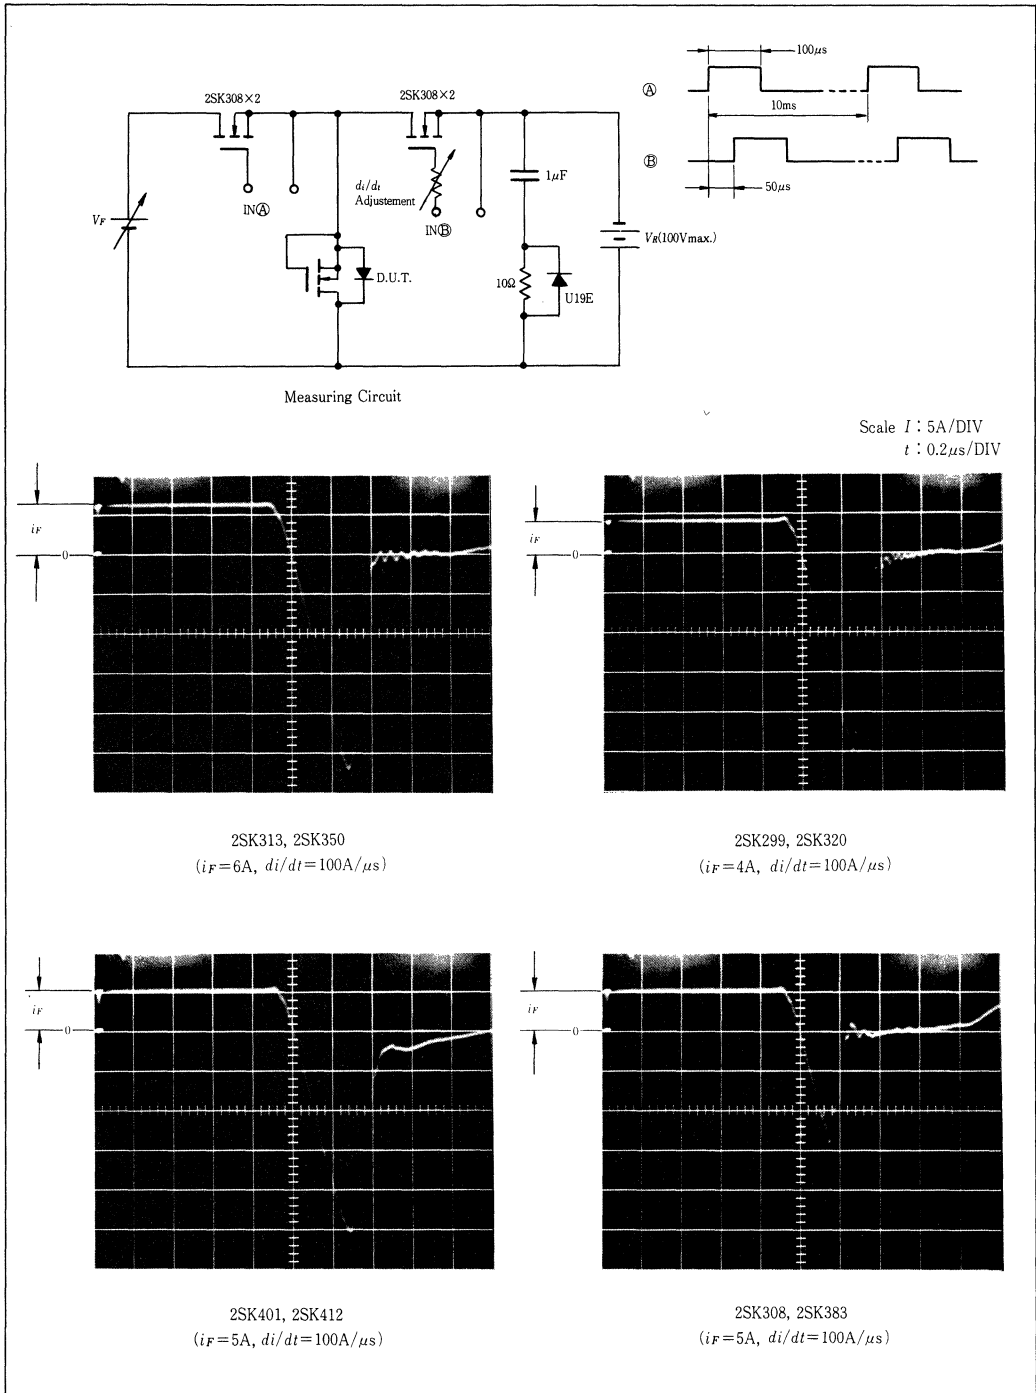 2SK308×2
2SK308×2
di/dt
Adjustement
IN Ⓐ
IN Ⓑ
VF
D.U.T.
1μF
10Ω
U19E
VR(100Vmax.)
Measuring Circuit
Ⓐ
100μs
10ms
Ⓑ
50μs
Scale I : 5A/DIV
t : 0.2μs/DIV
iF
0
2SK313, 2SK350
(iF=6A, di/dt=100A/μs)
iF
0
2SK299, 2SK320
(iF=4A, di/dt=100A/μs)
iF
0
2SK401, 2SK412
(iF=5A, di/dt=100A/μs)
iF
0
2SK308, 2SK383
(iF=5A, di/dt=100A/μs)